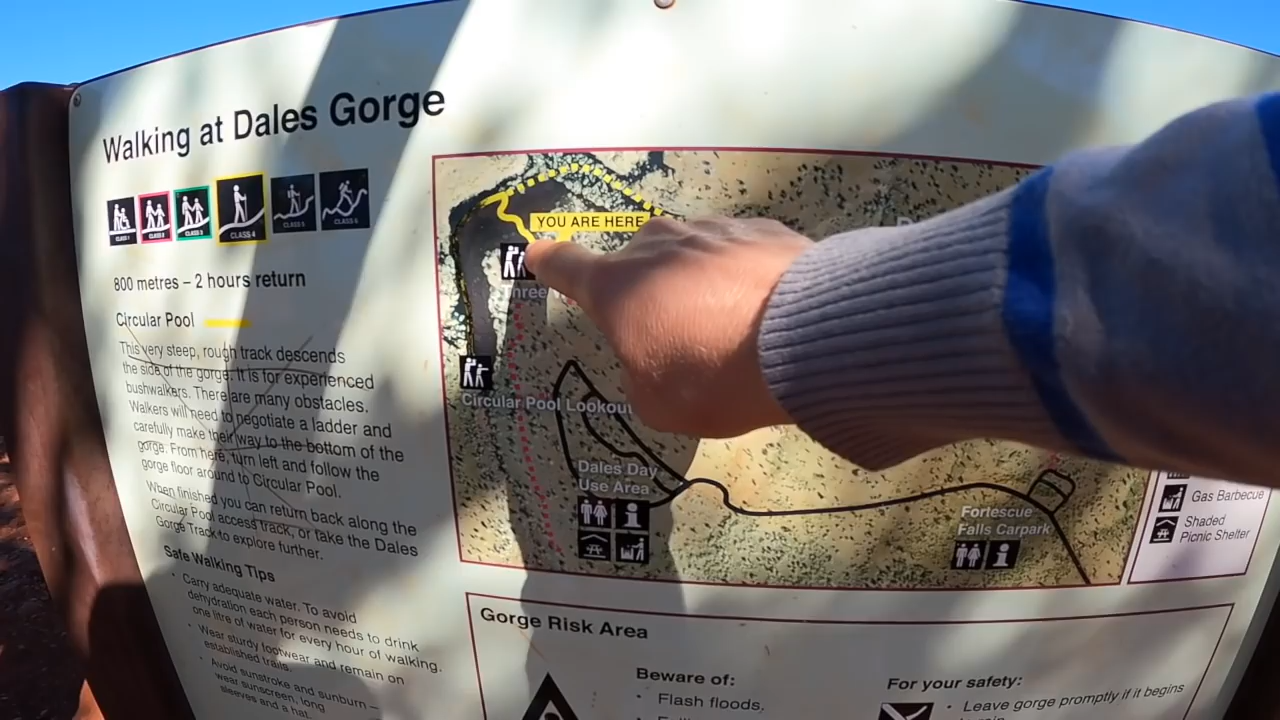 Walking at Dales Gorge
CLASS 1
CLASS 2
CLASS 3
CLASS 4
CLASS 5
CLASS 6
800 metres – 2 hours return
Circular Pool
This very steep, rough track descends
the side of the gorge. It is for experienced
bushwalkers. There are many obstacles.
Walkers will need to negotiate a ladder and
carefully make their way to the bottom of the
gorge. From here, turn left and follow the
gorge floor around to Circular Pool.
When finished you can return back along the
Circular Pool access track, or take the Dales
Gorge Track to explore further.
Safe Walking Tips
• Carry adequate water. To avoid
dehydration each person needs to drink
one litre of water for every hour of walking.
• Wear sturdy footwear and remain on
established trails.
• Avoid sunstroke and sunburn –
wear sunscreen, long
sleeves and a hat.
YOU ARE HERE
Three
Circular Pool Lookout
Dales Day
Use Area
Fortescue
Falls Carpark
Gas Barbecue
Shaded
Picnic Shelter
Gorge Risk Area
Beware of:
• Flash floods.
For your safety:
• Leave gorge promptly if it begins
to rain.